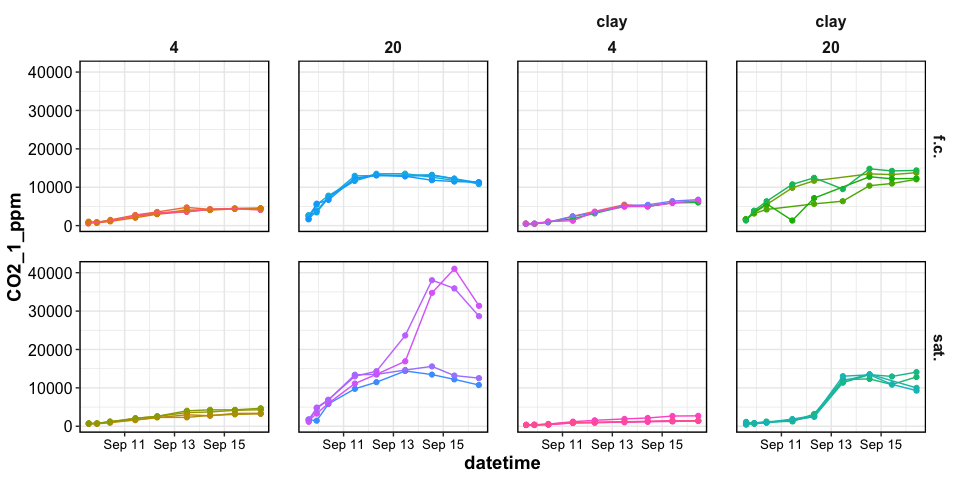 clay clay
4 20 4 20
40000
30000
20000
10000
0
f.c.
CO2_1_ppm
40000
30000
20000
10000
0
sat.
Sep 11 Sep 13 Sep 15 Sep 11 Sep 13 Sep 15 Sep 11 Sep 13 Sep 15 Sep 11 Sep 13 Sep 15
datetime